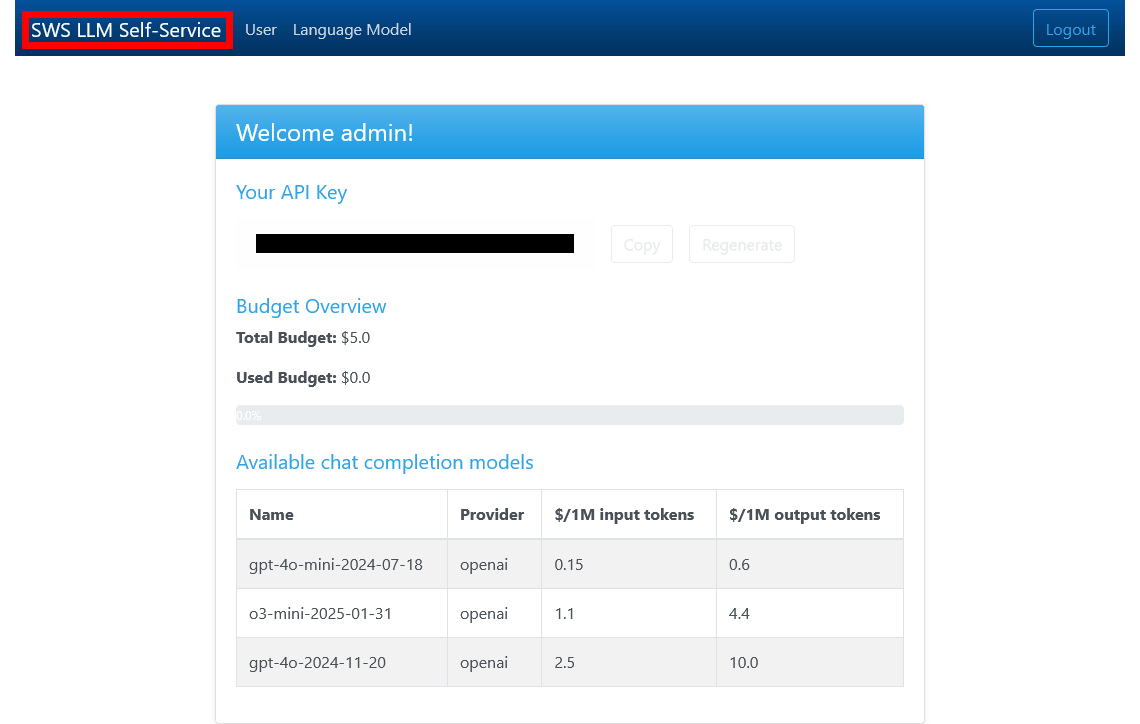 SWS LLM Self-Service User Language Model Logout
Welcome admin!
Your API Key
Copy Regenerate
Budget Overview
Total Budget: $5.0
Used Budget: $0.0
0.0%
Available chat completion models
Name Provider $/1M input tokens $/1M output tokens
gpt-4o-mini-2024-07-18 openai 0.15 0.6
o3-mini-2025-01-31 openai 1.1 4.4
gpt-4o-2024-11-20 openai 2.5 10.0